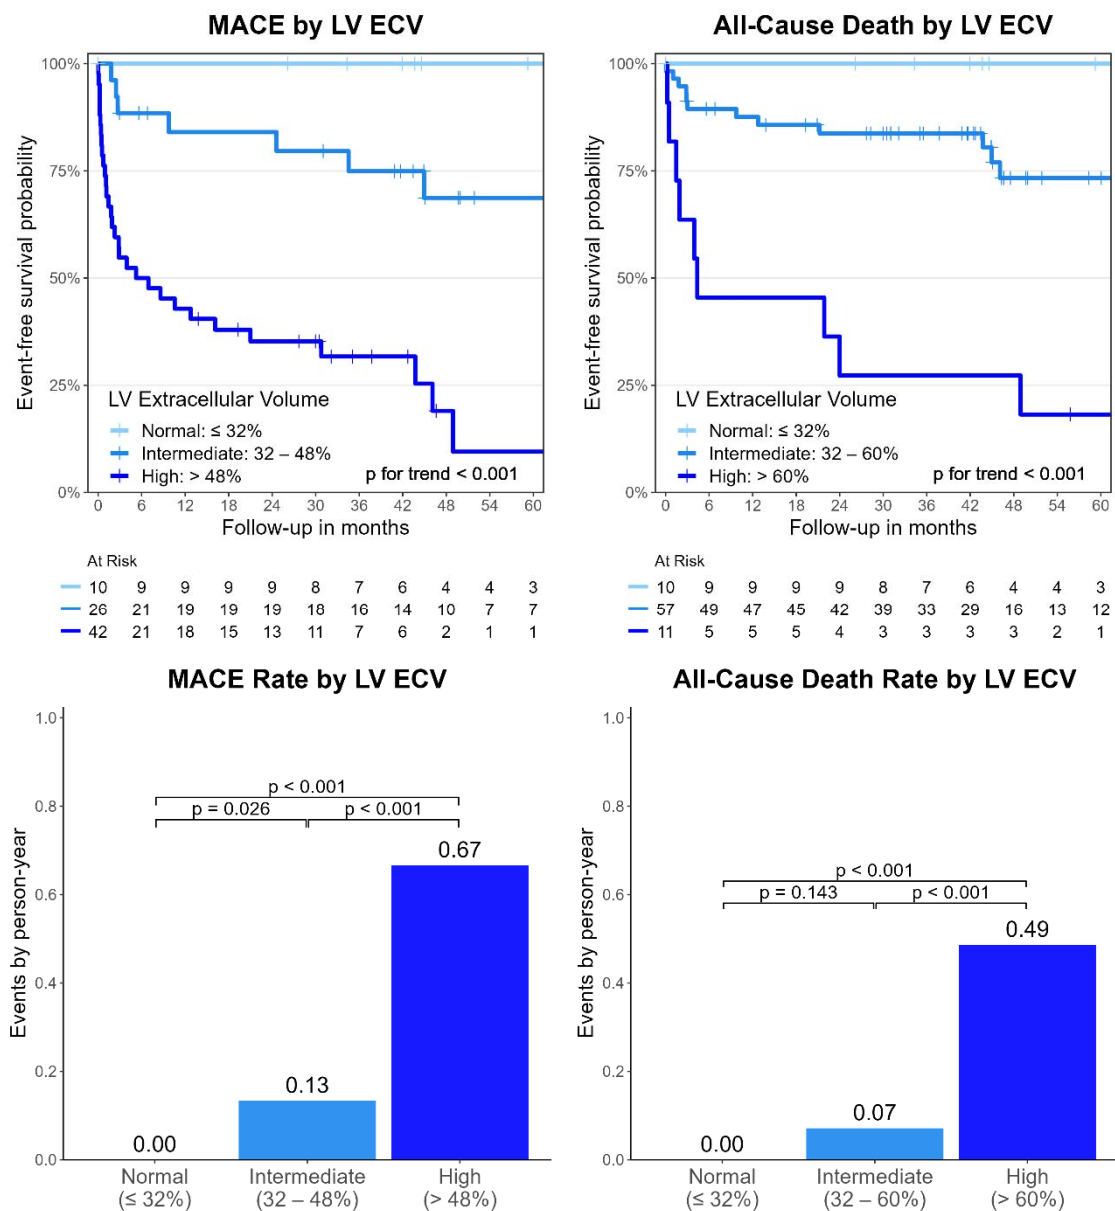 MACE by LV ECV
Event-free survival probability
100%
75%
50%
25%
0%
LV Extracellular Volume
Normal: ≤ 32%
Intermediate: 32 – 48%
High: > 48%
p for trend < 0.001
0 6 12 18 24 30 36 42 48 54 60
Follow-up in months
At Risk
10 9 9 9 9 8 7 6 4 4 3
26 21 19 19 19 18 16 14 10 7 7
42 21 18 15 13 11 7 6 2 1 1
All-Cause Death by LV ECV
Event-free survival probability
100%
75%
50%
25%
0%
LV Extracellular Volume
Normal: ≤ 32%
Intermediate: 32 – 60%
High: > 60%
p for trend < 0.001
0 6 12 18 24 30 36 42 48 54 60
Follow-up in months
At Risk
10 9 9 9 9 8 7 6 4 4 3
57 49 47 45 42 39 33 29 16 13 12
11 5 5 5 4 3 3 3 3 2 1
MACE Rate by LV ECV
Events by person-year
1.0
0.8
0.6
0.4
0.2
0.0
p < 0.001
p = 0.026 p < 0.001
0.67
0.13
0.00
Normal Intermediate High
(≤ 32%) (32 – 48%) (> 48%)
All-Cause Death Rate by LV ECV
Events by person-year
1.0
0.8
0.6
0.4
0.2
0.0
p < 0.001
p = 0.143 p < 0.001
0.49
0.07
0.00
Normal Intermediate High
(≤ 32%) (32 – 60%) (> 60%)